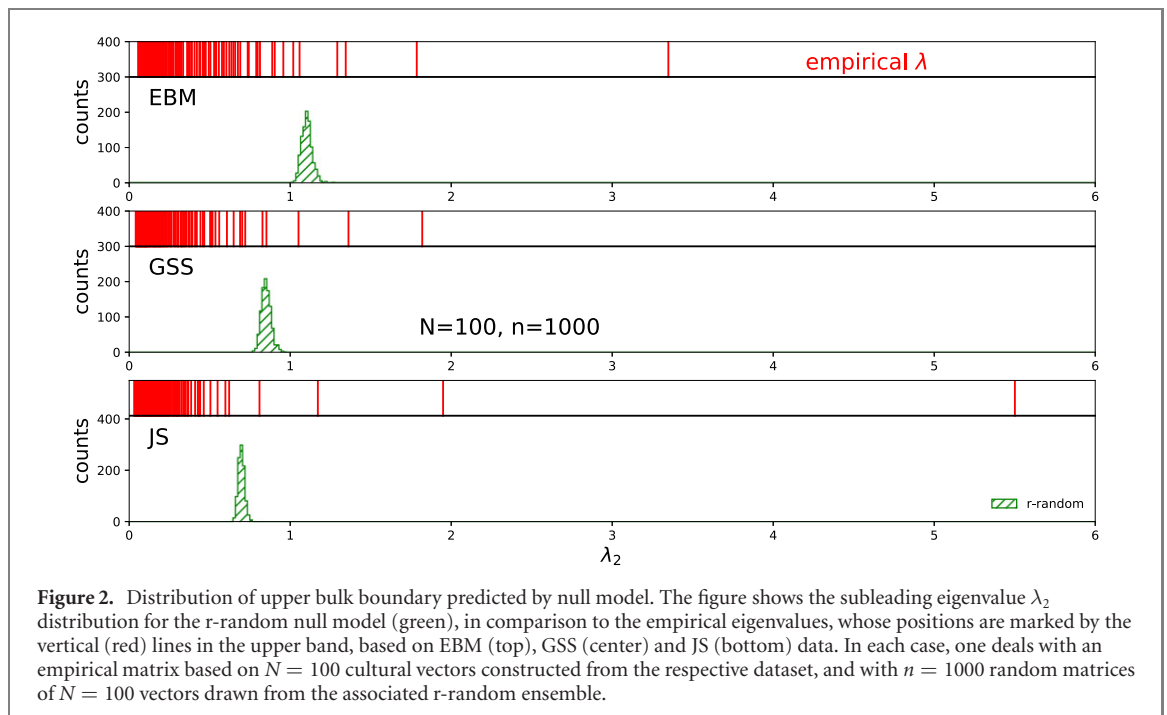 400
300
200
100
0
counts
empirical λ
EBM
0 1 2 3 4 5 6
400
300
200
100
0
counts
GSS
N=100, n=1000
0 1 2 3 4 5 6
400
200
0
counts
JS
r-random
0 1 2 3 4 5 6
λ₂
Figure 2. Distribution of upper bulk boundary predicted by null model. The figure shows the subleading eigenvalue λ₂
distribution for the r-random null model (green), in comparison to the empirical eigenvalues, whose positions are marked by the
vertical (red) lines in the upper band, based on EBM (top), GSS (center) and JS (bottom) data. In each case, one deals with an
empirical matrix based on N = 100 cultural vectors constructed from the respective dataset, and with n = 1000 random matrices
of N = 100 vectors drawn from the associated r-random ensemble.